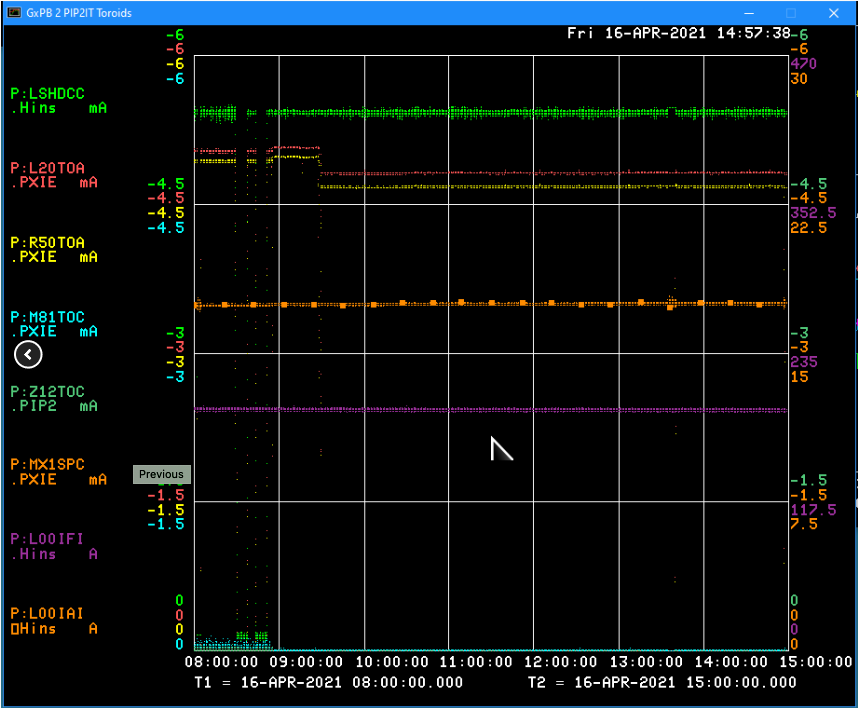 GxPB 2 PIP2IT Toroids
Fri 16-APR-2021 14:57:38
-6
-6
-6
-6
-6
-6
470
30
P:LSHDCC
.Hins mA
P:L20TOA
.PXIE mA
-4.5
-4.5
-4.5
-4.5
-4.5
-4.5
352.5
22.5
P:R50TOA
.PXIE mA
P:M81TOC
.PXIE mA
-3
-3
-3
-3
-3
-3
235
15
P:Z12TOC
.PIP2 mA
P:MX1SPC
.PXIE mA
Previous
-1.5
-1.5
-1.5
-1.5
-1.5
117.5
7.5
P:L00IFI
.Hins A
P:L00IAI
Hins A
0
0
0
0
0
0
0
0
08:00:00 09:00:00 10:00:00 11:00:00 12:00:00 13:00:00 14:00:00 15:00:00
T1 = 16-APR-2021 08:00:00.000 T2 = 16-APR-2021 15:00:00.000